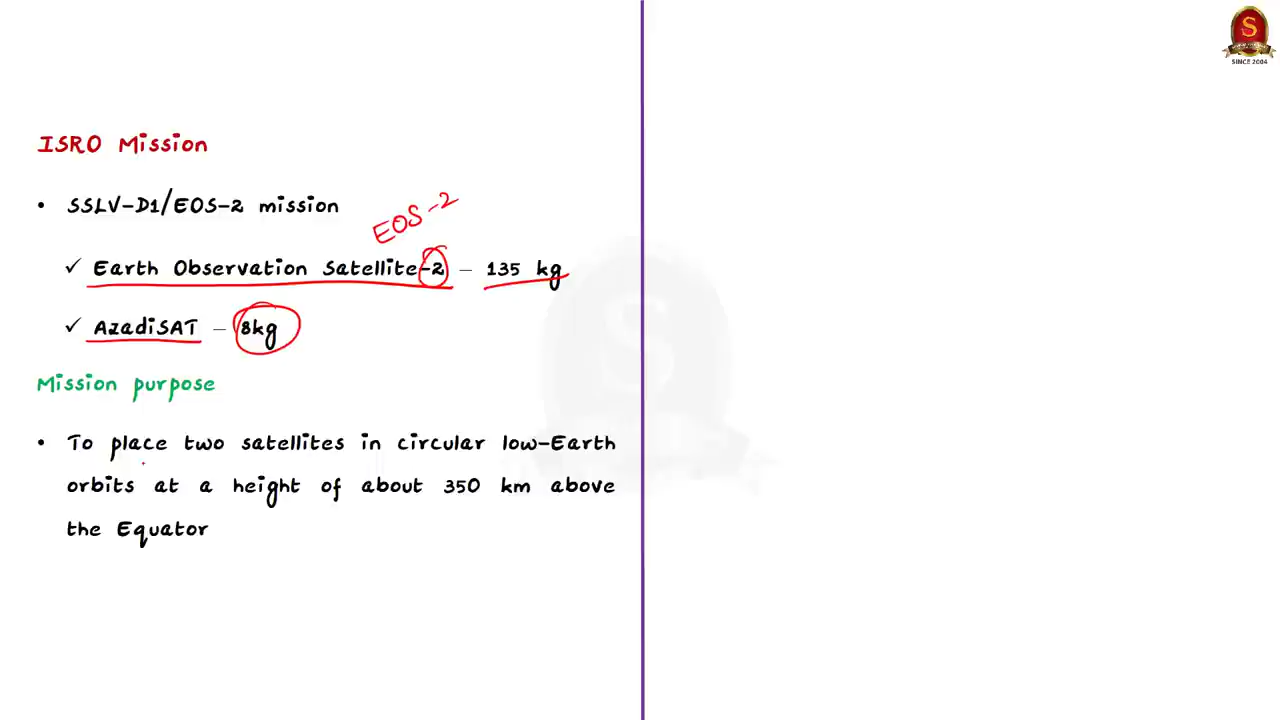 S
SINCE 2004
ISRO Mission
• SSLV-D1/EOS-2 mission
EOS-2
✓ Earth Observation Satellite-2 – 135 kg
✓ AzadiSAT – 8kg
Mission purpose
• To place two satellites in circular low-Earth
orbits at a height of about 350 km above
the Equator